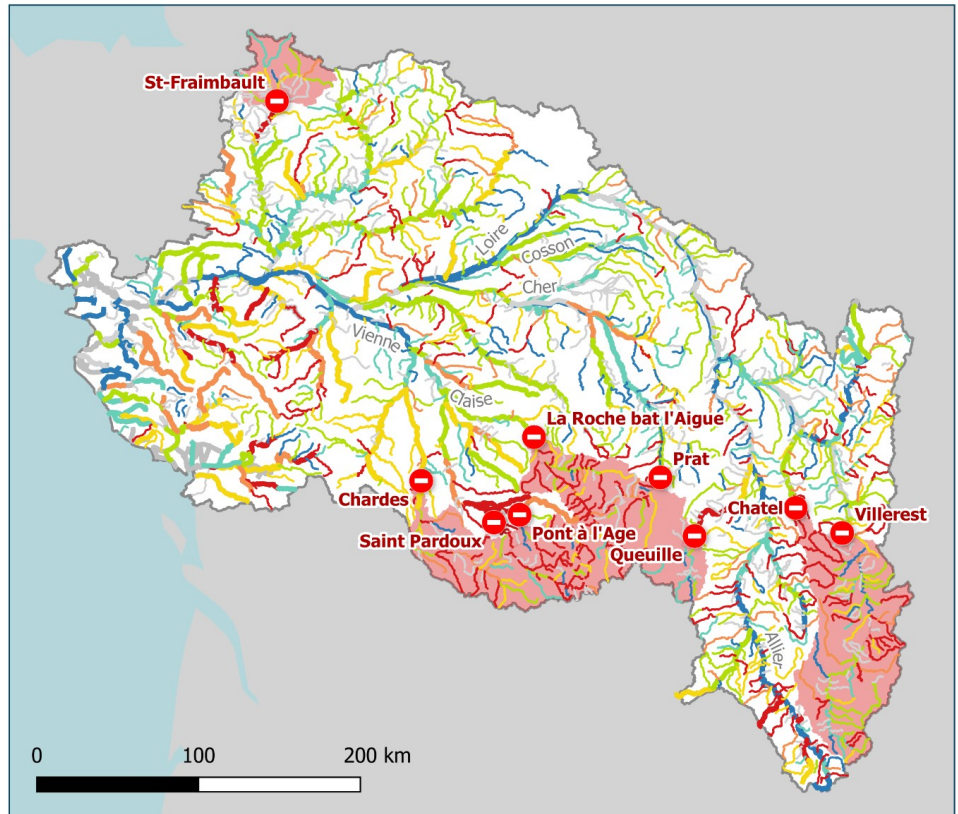 St-Fraimbault
Loire
Cosson
Cher
Vienne
Claise
La Roche bat l'Aigue
Prat
Chardes
Chatel
Villerest
Saint Pardoux
Pont à l'Age
Queuille
Allier
0 100 200 km